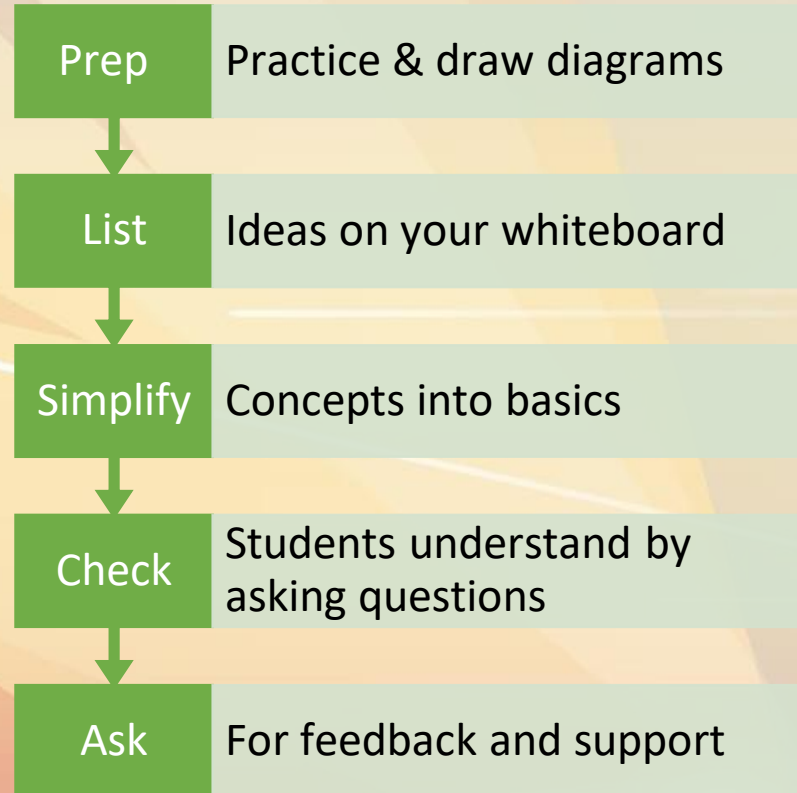 Prep
Practice & draw diagrams
List
Ideas on your whiteboard
Simplify
Concepts into basics
Check
Students understand by
asking questions
Ask
For feedback and support